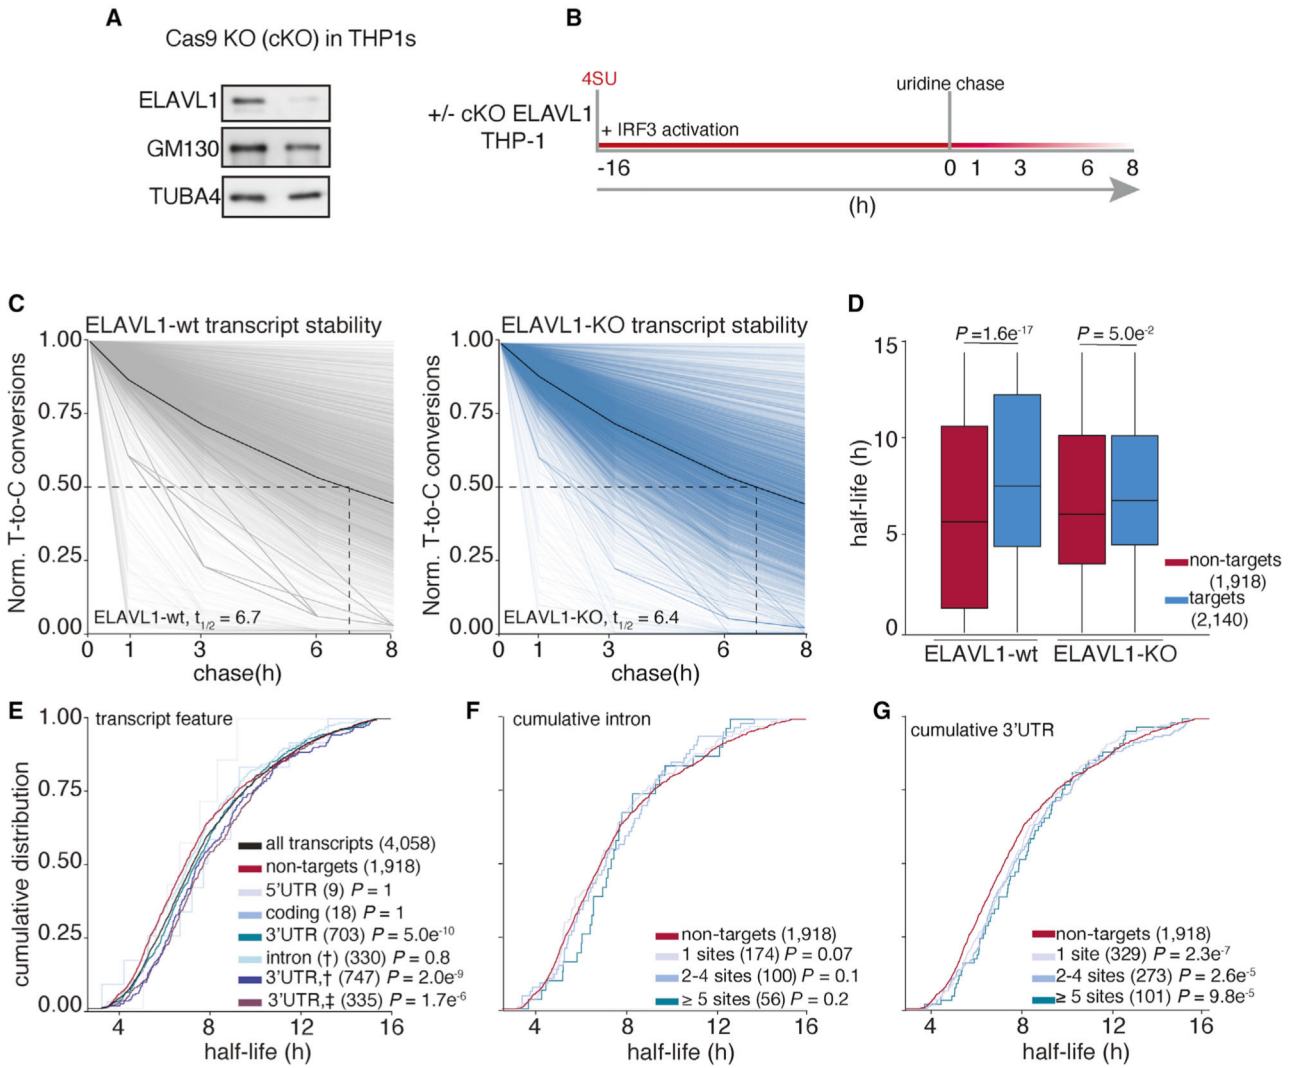 A
Cas9 KO (cKO) in THP1s
ELAVL1
GM130
TUBA4
B
4SU
uridine chase
+/- cKO ELAVL1
THP-1
+ IRF3 activation
-16
0
1
3
6
8
(h)
C
ELAVL1-wt transcript stability
Norm. T-to-C conversions
1.00
0.75
0.50
0.25
0.00
ELAVL1-wt, t1/2 = 6.7
0
1
3
6
8
chase(h)
ELAVL1-KO transcript stability
Norm. T-to-C conversions
1.00
0.75
0.50
0.25
0.00
ELAVL1-KO, t1/2 = 6.4
0
1
3
6
8
chase(h)
D
P =1.6e-17
P = 5.0e-2
half-life (h)
15
10
5
0
non-targets
(1,918)
targets
(2,140)
ELAVL1-wt
ELAVL1-KO
E
transcript feature
cumulative distribution
1.00
0.75
0.50
0.25
0.00
all transcripts (4,058)
non-targets (1,918)
5'UTR (9) P = 1
coding (18) P = 1
3'UTR (703) P = 5.0e-10
intron (†) (330) P = 0.8
3'UTR,† (747) P = 2.0e-9
3'UTR,‡ (335) P = 1.7e-6
4
8
12
16
half-life (h)
F
cumulative intron
non-targets (1,918)
1 sites (174) P = 0.07
2-4 sites (100) P = 0.1
≥ 5 sites (56) P = 0.2
4
8
12
16
half-life (h)
G
cumulative 3'UTR
non-targets (1,918)
1 site (329) P = 2.3e-7
2-4 sites (273) P = 2.6e-5
≥ 5 sites (101) P = 9.8e-5
4
8
12
16
half-life (h)